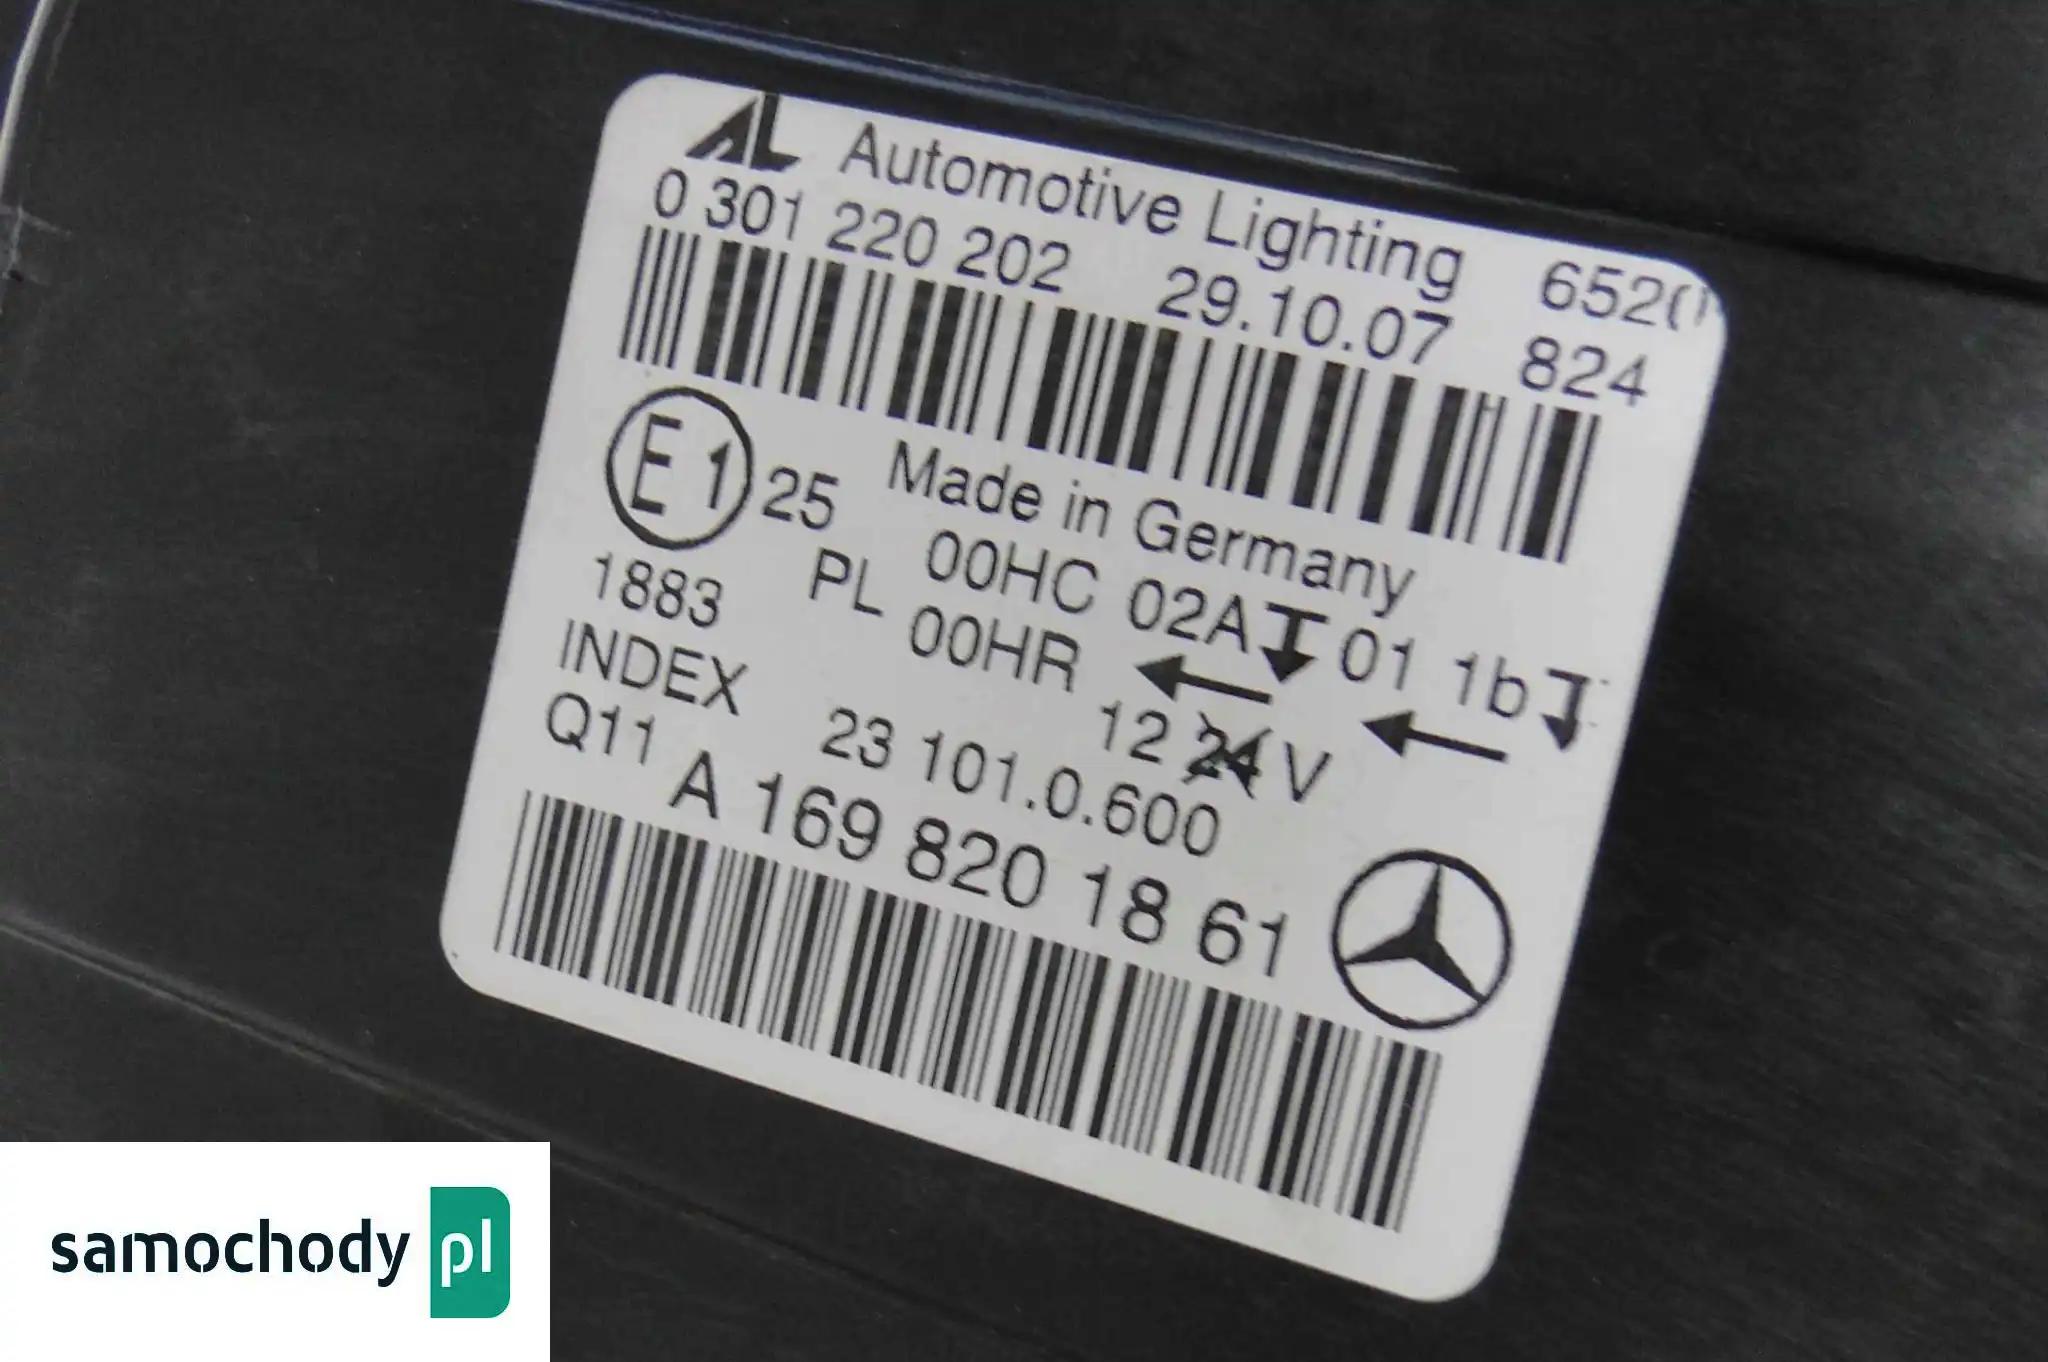 AL Automotive Lighting 652
0 301 220 202 29.10.07 824
E1 25 Made in Germany
00HC 02A 01 1b
1883 PL 00HR
INDEX 12 24 V
Q11 23 101.0.600
A 169 820 18 61
samochody pl